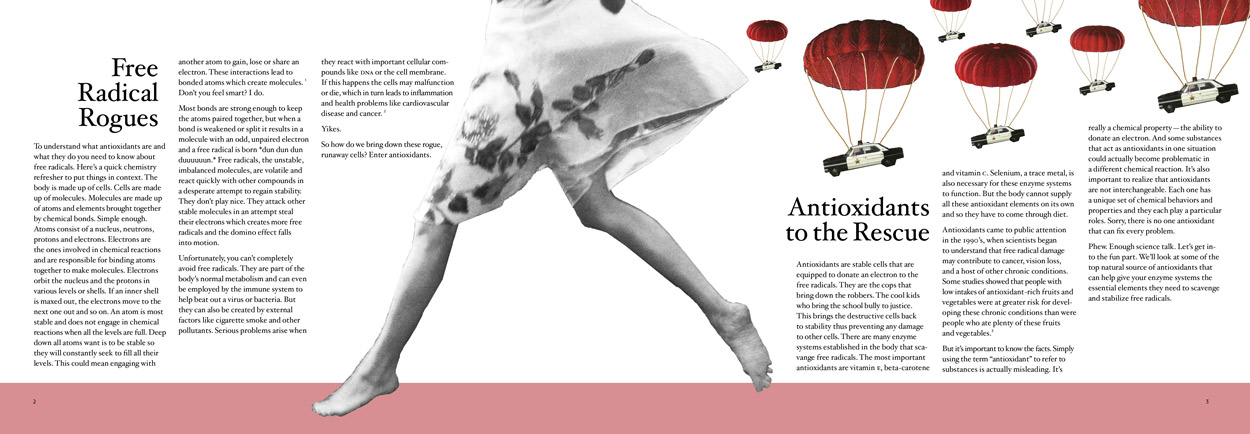 Free
Radical
Rogues
To understand what antioxidants are and
what they do you need to know about
free radicals. Here's a quick chemistry
refresher to put things in context. The
body is made up of cells. Cells are made
up of molecules. Molecules are made up
of atoms and elements brought together
by chemical bonds. Simple enough.
Atoms consist of a nucleus, neutrons,
protons and electrons. Electrons are
the ones involved in chemical reactions
and are responsible for binding atoms
together to make molecules. Electrons
orbit the nucleus and the protons in
various levels or shells. If an inner shell
is maxed out, the electrons move to the
next one out and so on. An atom is most
stable and does not engage in chemical
reactions when all the levels are full. Deep
down all atoms want is to be stable so
they will constantly seek to fill all their
levels. This could mean engaging with
another atom to gain, lose or share an
electron. These interactions lead to
bonded atoms which create molecules. 1
Don't you feel smart? I do.
Most bonds are strong enough to keep
the atoms paired together, but when a
bond is weakened or split it results in a
molecule with an odd, unpaired electron
and a free radical is born *dun dun dun
duuuuuun.* Free radicals, the unstable,
imbalanced molecules, are volatile and
react quickly with other compounds in
a desperate attempt to regain stability.
They don't play nice. They attack other
stable molecules in an attempt steal
their electrons which creates more free
radicals and the domino effect falls
into motion.
Unfortunately, you can't completely
avoid free radicals. They are part of the
body's normal metabolism and can even
be employed by the immune system to
help beat out a virus or bacteria. But
they can also be created by external
factors like cigarette smoke and other
pollutants. Serious problems arise when
they react with important cellular com-
pounds like DNA or the cell membrane.
If this happens the cells may malfunction
or die, which in turn leads to inflammation
and health problems like cardiovascular
disease and cancer. 2
Yikes.
So how do we bring down these rogue,
runaway cells? Enter antioxidants.
2
Antioxidants
to the Rescue
Antioxidants are stable cells that are
equipped to donate an electron to the
free radicals. They are the cops that
bring down the robbers. The cool kids
who bring the school bully to justice.
This brings the destructive cells back
to stability thus preventing any damage
to other cells. There are many enzyme
systems established in the body that sca-
vange free radicals. The most important
antioxidants are vitamin E, beta-carotene
and vitamin C. Selenium, a trace metal, is
also necessary for these enzyme systems
to function. But the body cannot supply
all these antioxidant elements on its own
and so they have to come through diet.
Antioxidants came to public attention
in the 1990's, when scientists began
to understand that free radical damage
may contribute to cancer, vision loss,
and a host of other chronic conditions.
Some studies showed that people with
low intakes of antioxidant-rich fruits and
vegetables were at greater risk for devel-
oping these chronic conditions than were
people who ate plenty of these fruits
and vegetables.3
But it's important to know the facts. Simply
using the term "antioxidant" to refer to
substances is actually misleading. It's
really a chemical property — the ability to
donate an electron. And some substances
that act as antioxidants in one situation
could actually become problematic in
a different chemical reaction. It's also
important to realize that antioxidants
are not interchangeable. Each one has
a unique set of chemical behaviors and
properties and they each play a particular
roles. Sorry, there is no one antioxidant
that can fix every problem.
Phew. Enough science talk. Let's get in-
to the fun part. We'll look at some of the
top natural source of antioxidants that
can help give your enzyme systems the
essential elements they need to scavenge
and stabilize free radicals.
3